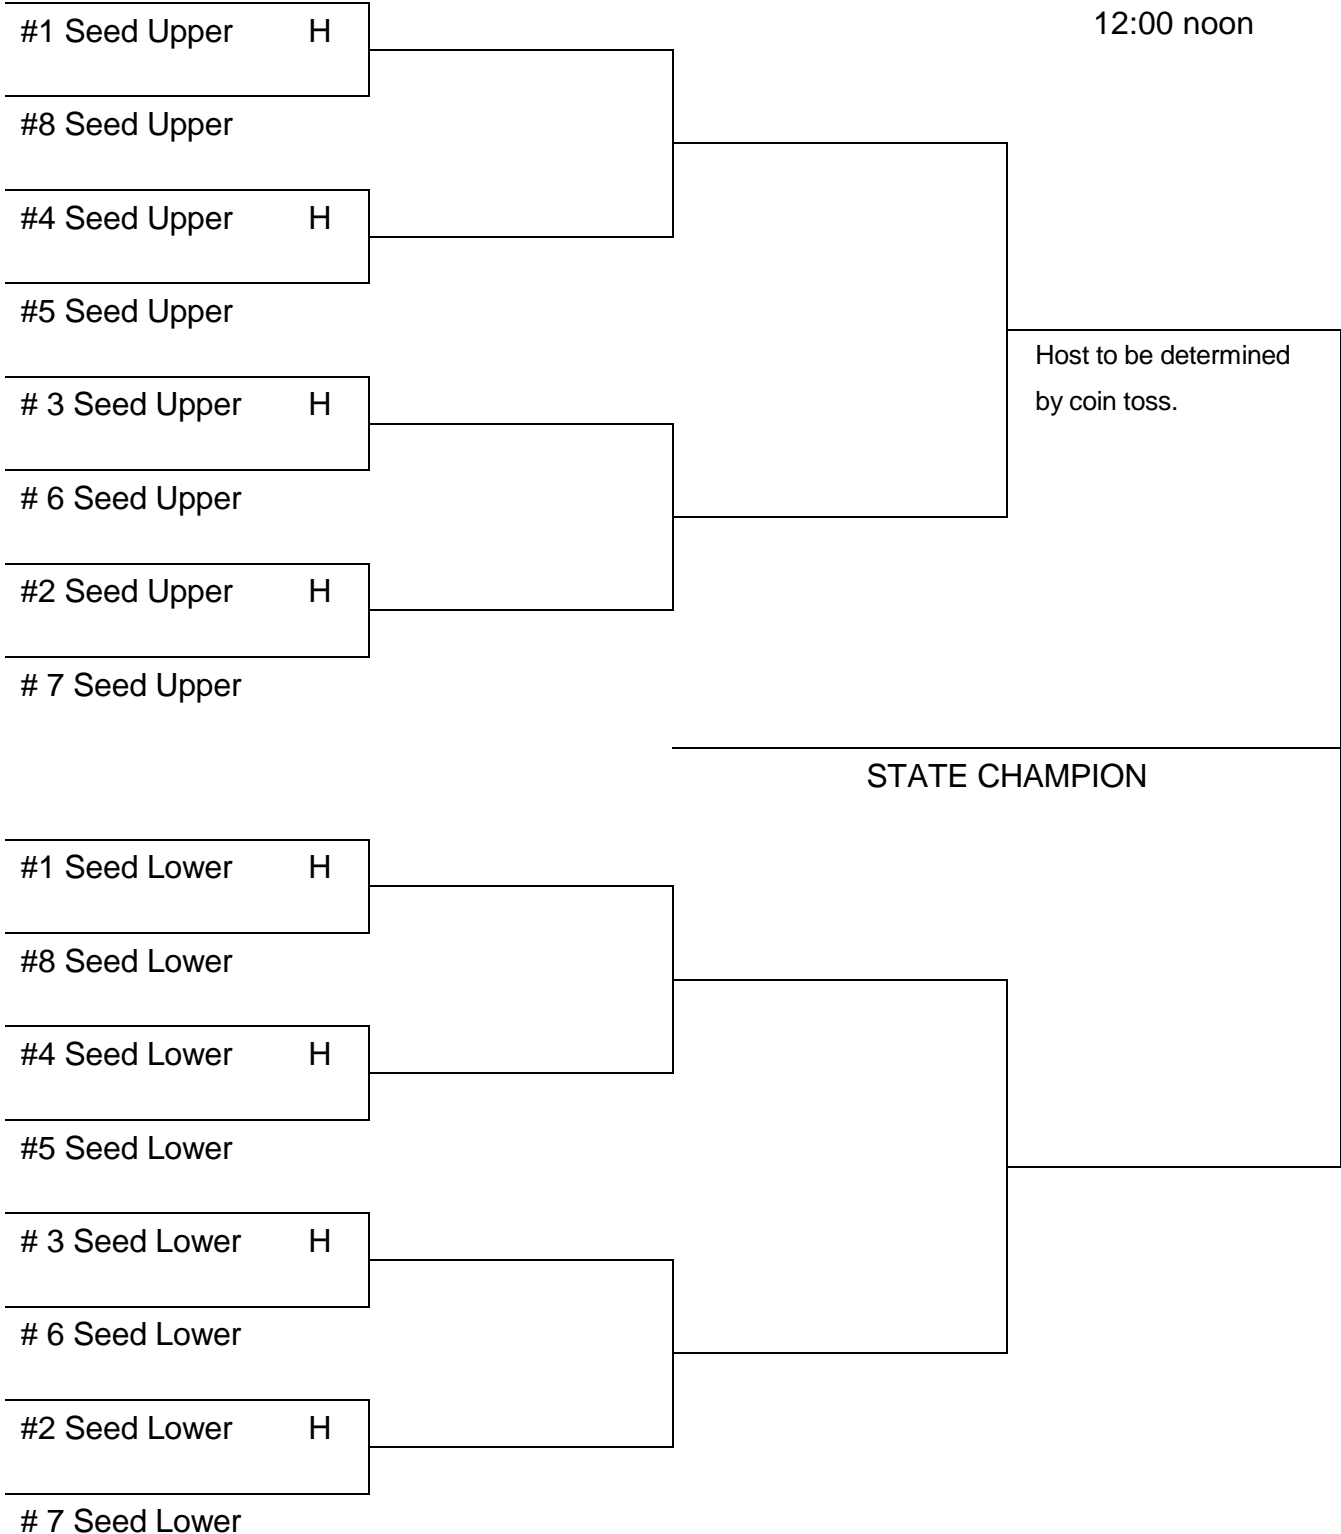 #1 Seed Upper H
12:00 noon
#8 Seed Upper
#4 Seed Upper H
#5 Seed Upper
Host to be determined
by coin toss.
# 3 Seed Upper H
# 6 Seed Upper
#2 Seed Upper H
# 7 Seed Upper
STATE CHAMPION
#1 Seed Lower H
#8 Seed Lower
#4 Seed Lower H
#5 Seed Lower
# 3 Seed Lower H
# 6 Seed Lower
#2 Seed Lower H
# 7 Seed Lower